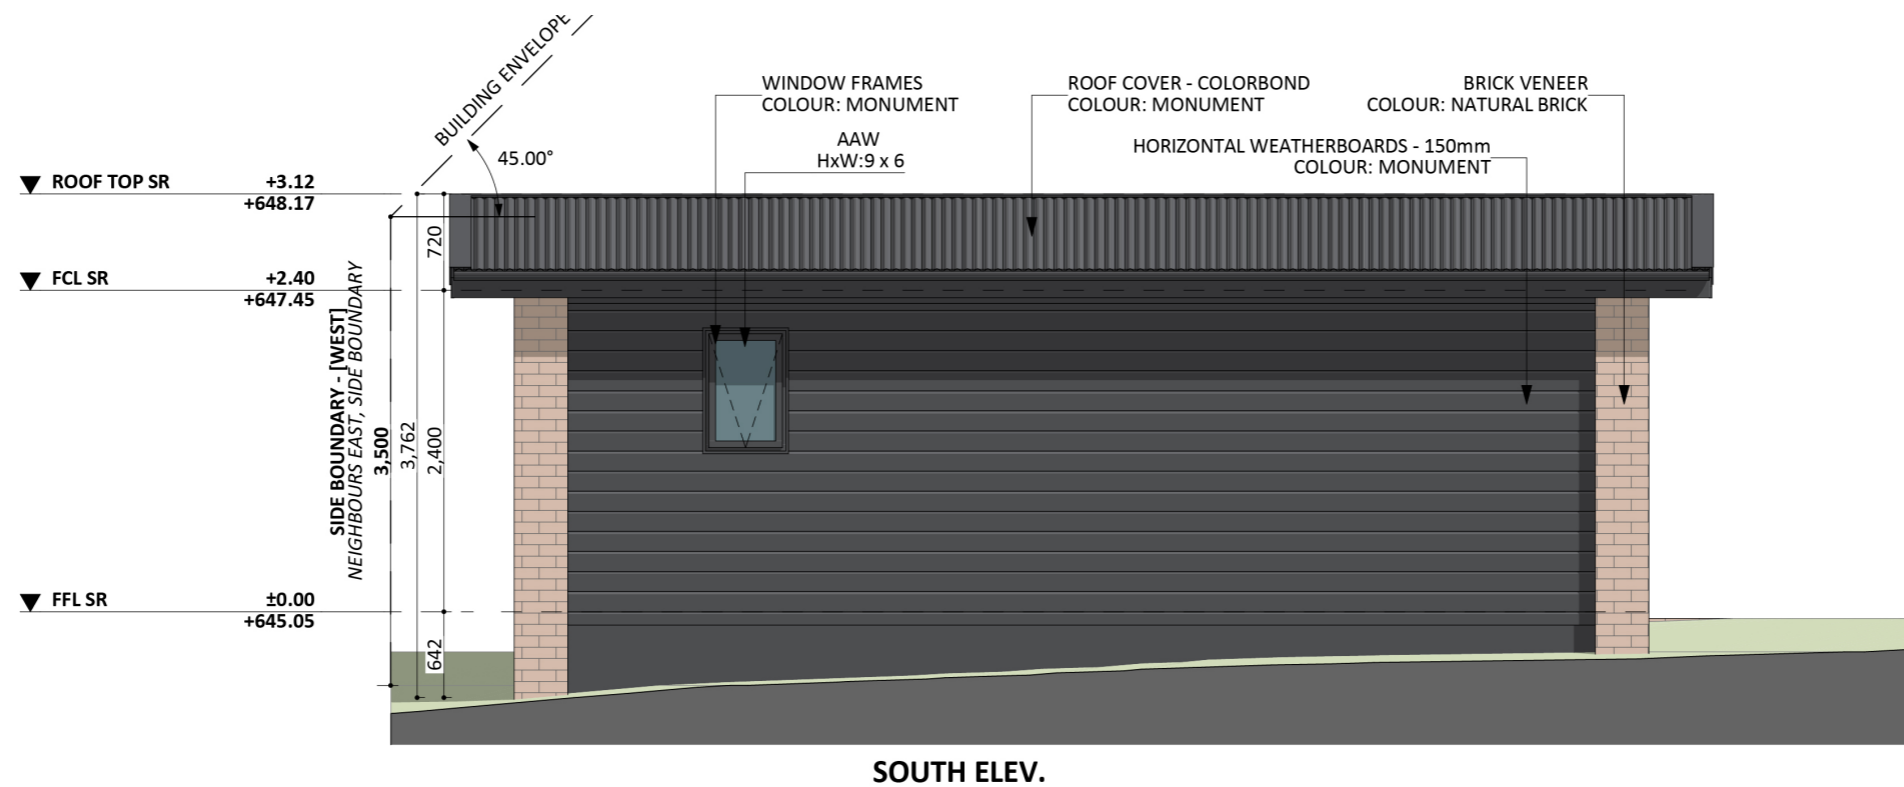 BUILDING ENVELOPE
WINDOW FRAMES
COLOUR: MONUMENT
ROOF COVER - COLORBOND
COLOUR: MONUMENT
BRICK VENEER
COLOUR: NATURAL BRICK
AAW
HxW:9 x 6
HORIZONTAL WEATHERBOARDS - 150mm
COLOUR: MONUMENT
45.00°
ROOF TOP SR +3.12
+648.17
720
FCL SR +2.40
+647.45
SIDE BOUNDARY - [WEST]
NEIGHBOURS EAST, SIDE BOUNDARY
3,500
3,762
2,400
FFL SR ±0.00
+645.05
642
SOUTH ELEV.